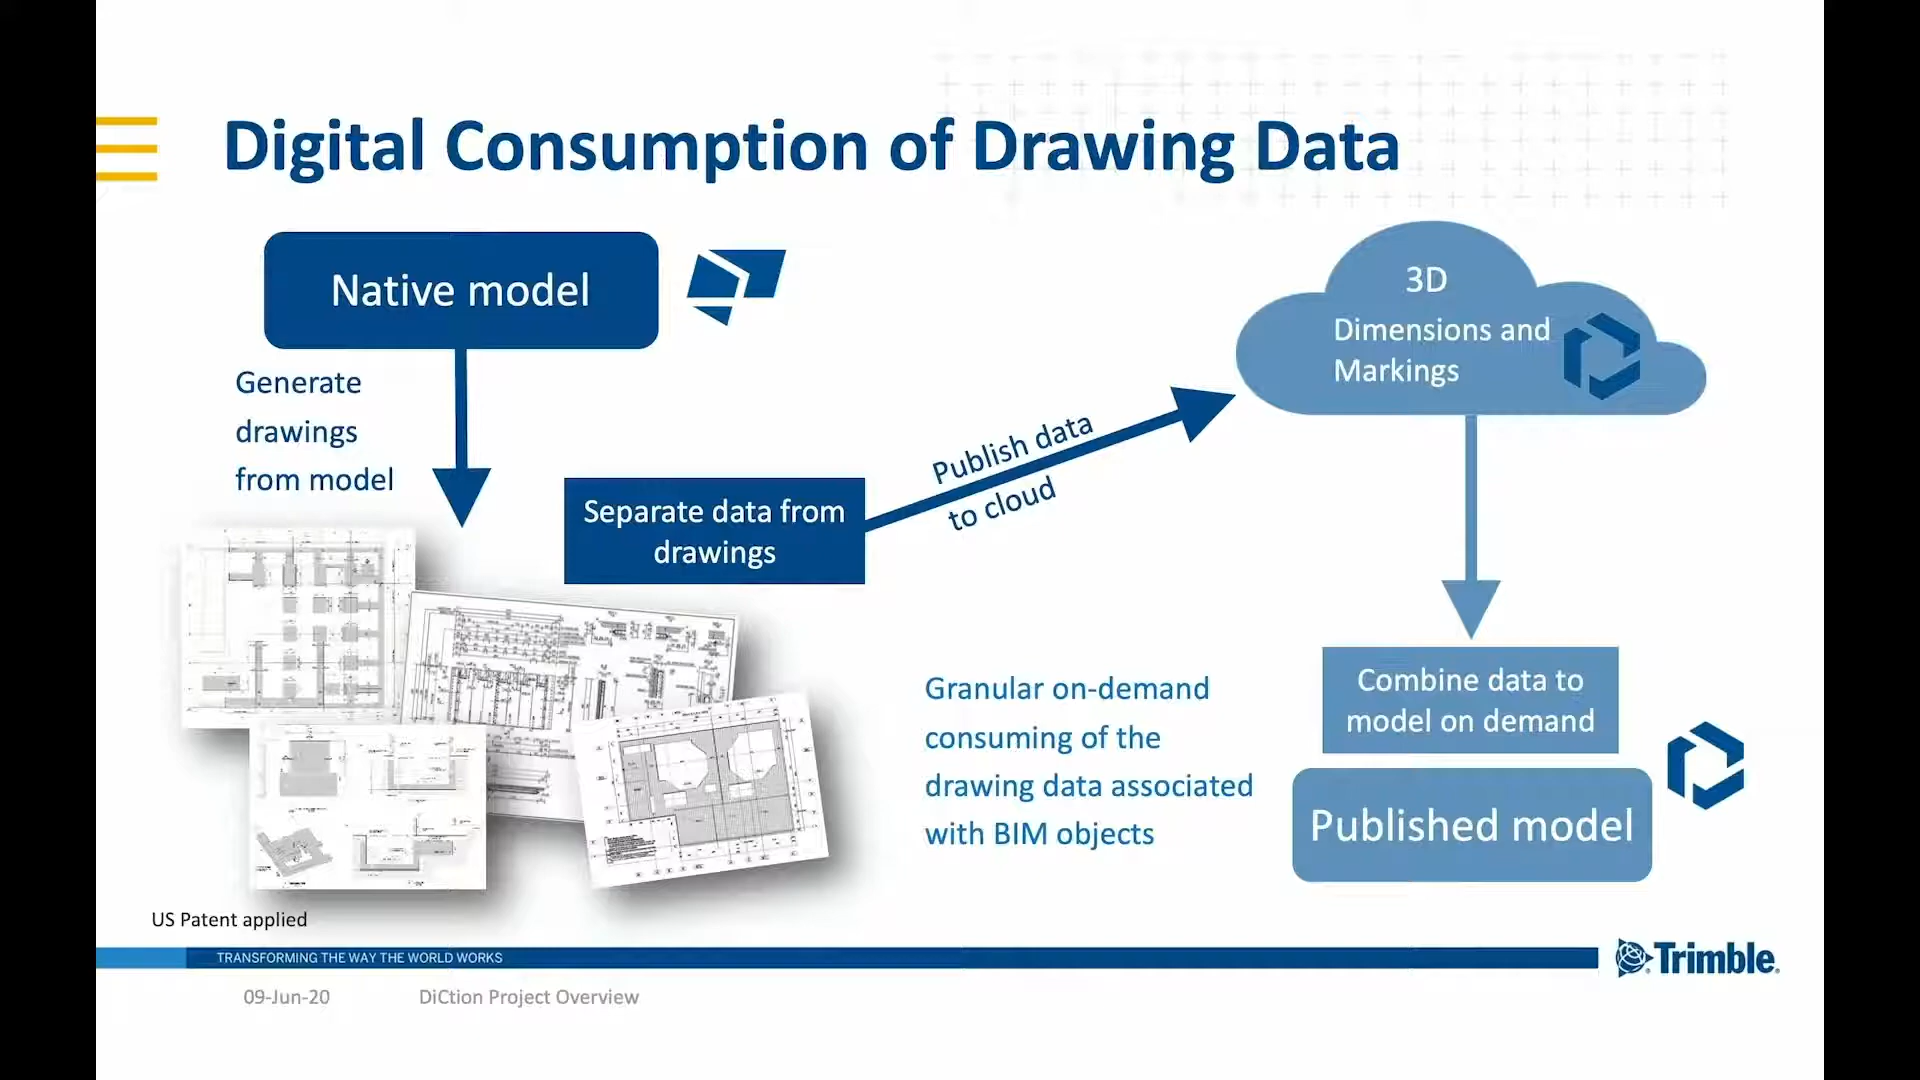 Digital Consumption of Drawing Data
Native model
Generate
drawings
from model
Separate data from
drawings
Publish data
to cloud
3D
Dimensions and
Markings
Combine data to
model on demand
Published model
Granular on-demand
consuming of the
drawing data associated
with BIM objects
US Patent applied
TRANSFORMING THE WAY THE WORLD WORKS
Trimble.
09-Jun-20
DiCtion Project Overview